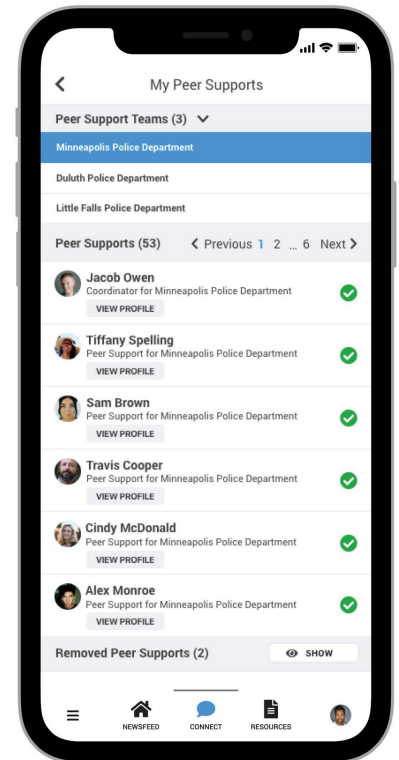 My Peer Supports
Peer Support Teams (3)
Minneapolis Police Department
Duluth Police Department
Little Falls Police Department
Peer Supports (53) Previous 1 2 ... 6 Next
Jacob Owen
Coordinator for Minneapolis Police Department
VIEW PROFILE
Tiffany Spelling
Peer Support for Minneapolis Police Department
VIEW PROFILE
Sam Brown
Peer Support for Minneapolis Police Department
VIEW PROFILE
Travis Cooper
Peer Support for Minneapolis Police Department
VIEW PROFILE
Cindy McDonald
Peer Support for Minneapolis Police Department
VIEW PROFILE
Alex Monroe
Peer Support for Minneapolis Police Department
VIEW PROFILE
Removed Peer Supports (2) SHOW
NEWSFEED CONNECT RESOURCES